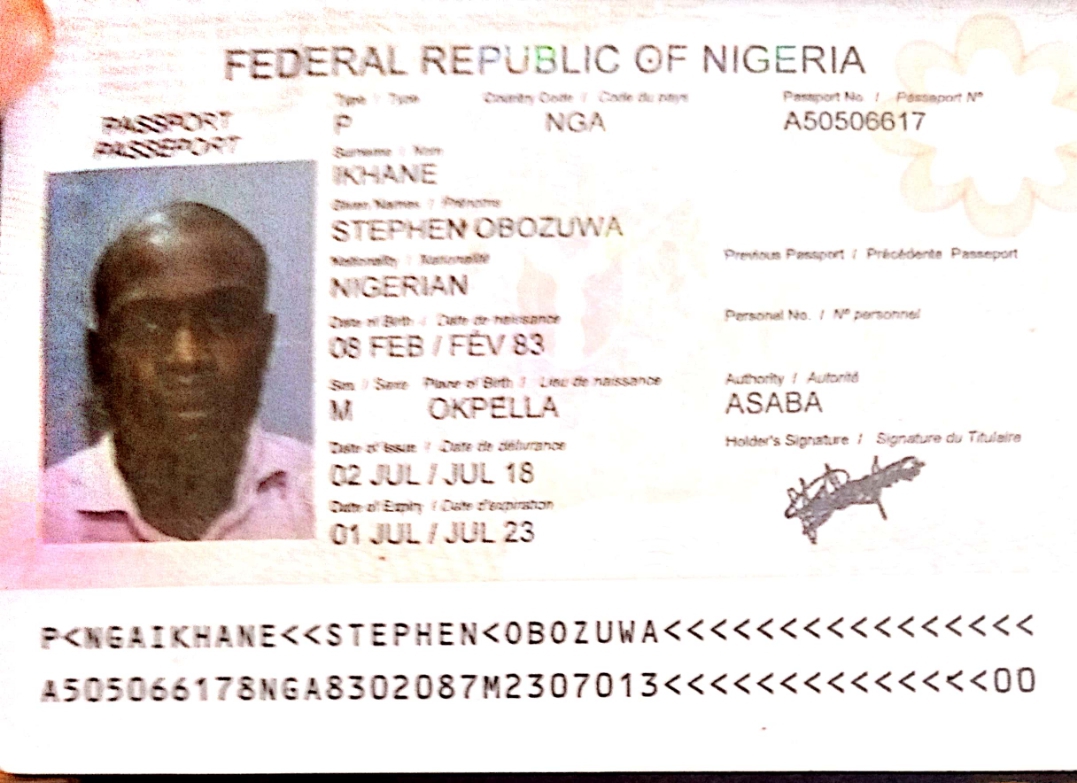 FEDERAL REPUBLIC OF NIGERIA
PASSPORT
PASSEPORT
Type / Type Country Code / Code du pays Passport No. / Passeport Nº
P NGA A50506617
Surname / Nom
IKHANE
Given Names / Prénoms
STEPHEN OBOZUWA
Nationality / Nationalité Previous Passport / Précédente Passeport
NIGERIAN
Date of Birth / Date de naissance Personal No. / Nº personnel
08 FEB / FÉV 83
Sex / Sexe Place of Birth / Lieu de naissance Authority / Autorité
M OKPELLA ASABA
Date of Issue / Date de délivrance Holder's Signature / Signature du Titulaire
02 JUL / JUL 18
Date of Expiry / Date d'expiration
01 JUL / JUL 23
P<NGAIKHANE<<STEPHEN<OBOZUWA<<<<<<<<<<<<<<<<
A505066178NGA8302087M2307013<<<<<<<<<<<<<<00